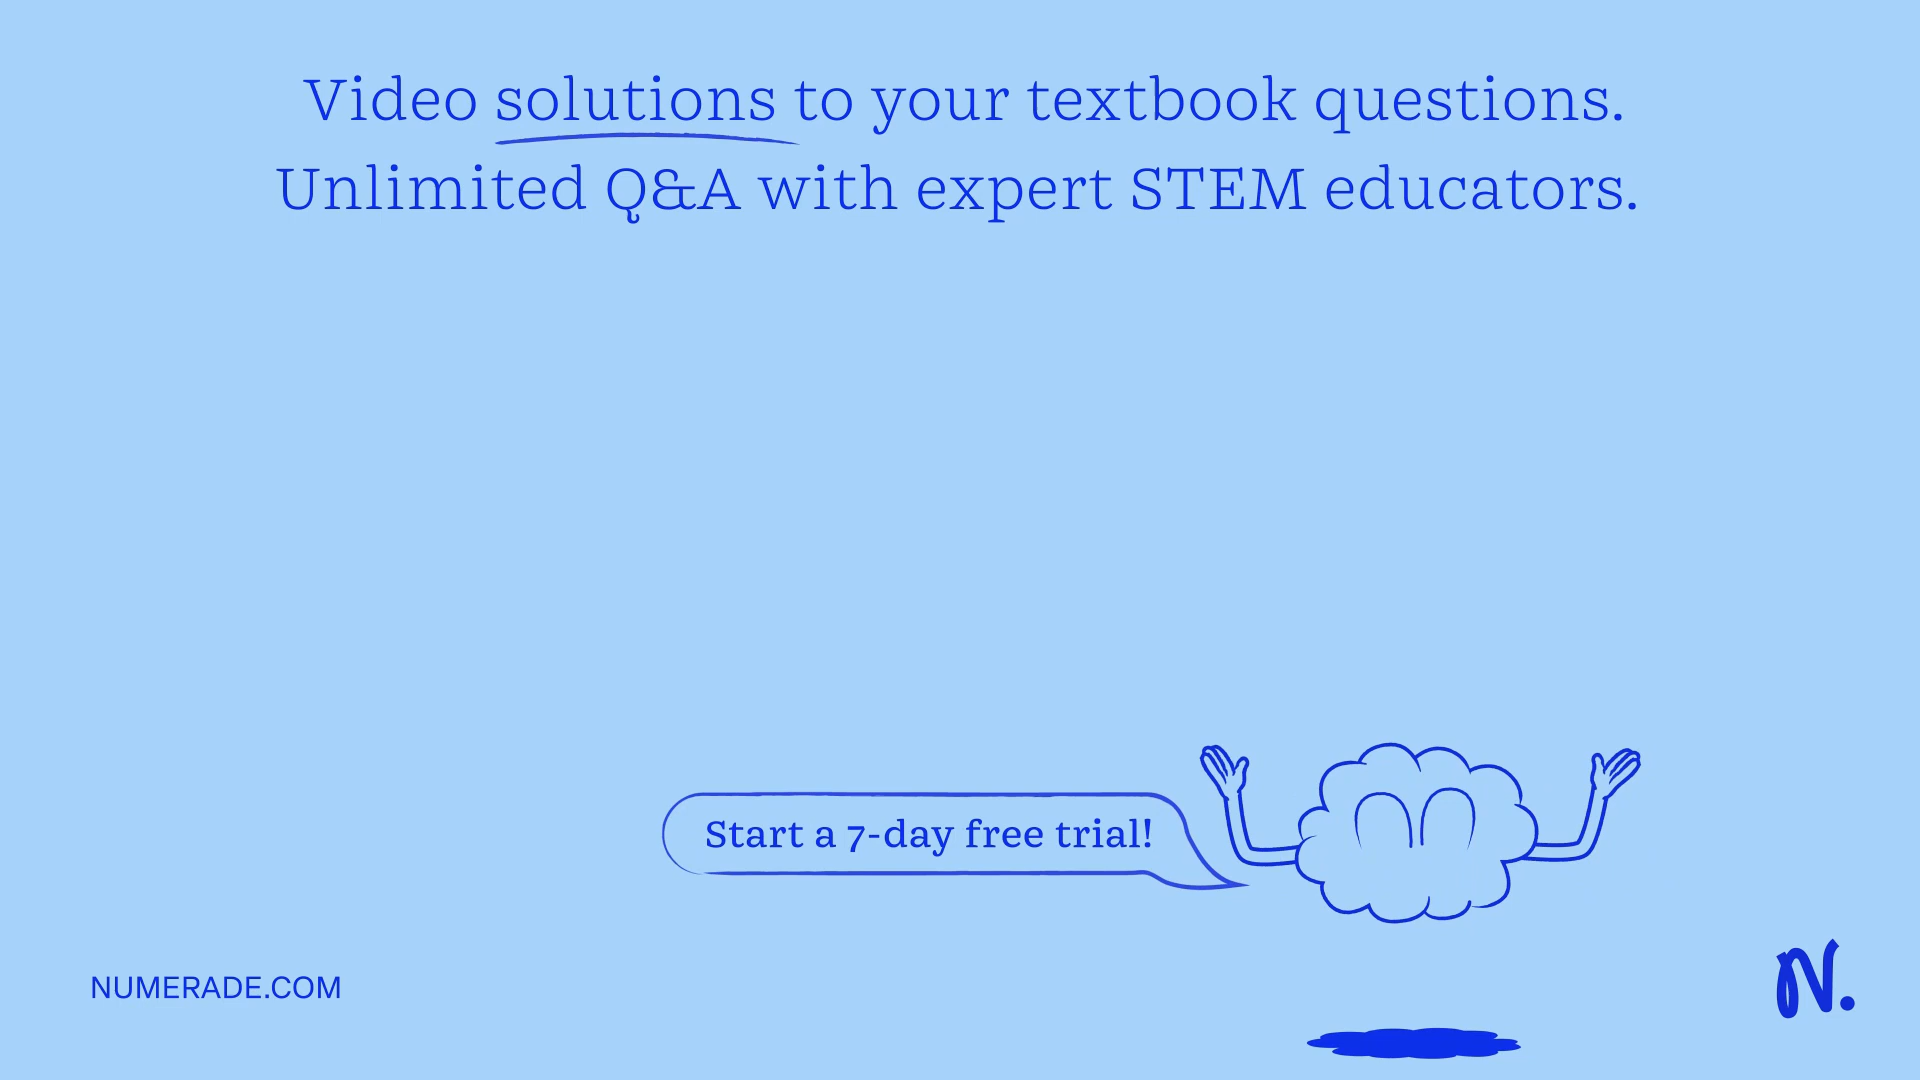 Video solutions to your textbook questions.
Unlimited Q&A with expert STEM educators.
Start a 7-day free trial!
NUMERADE.COM
N.